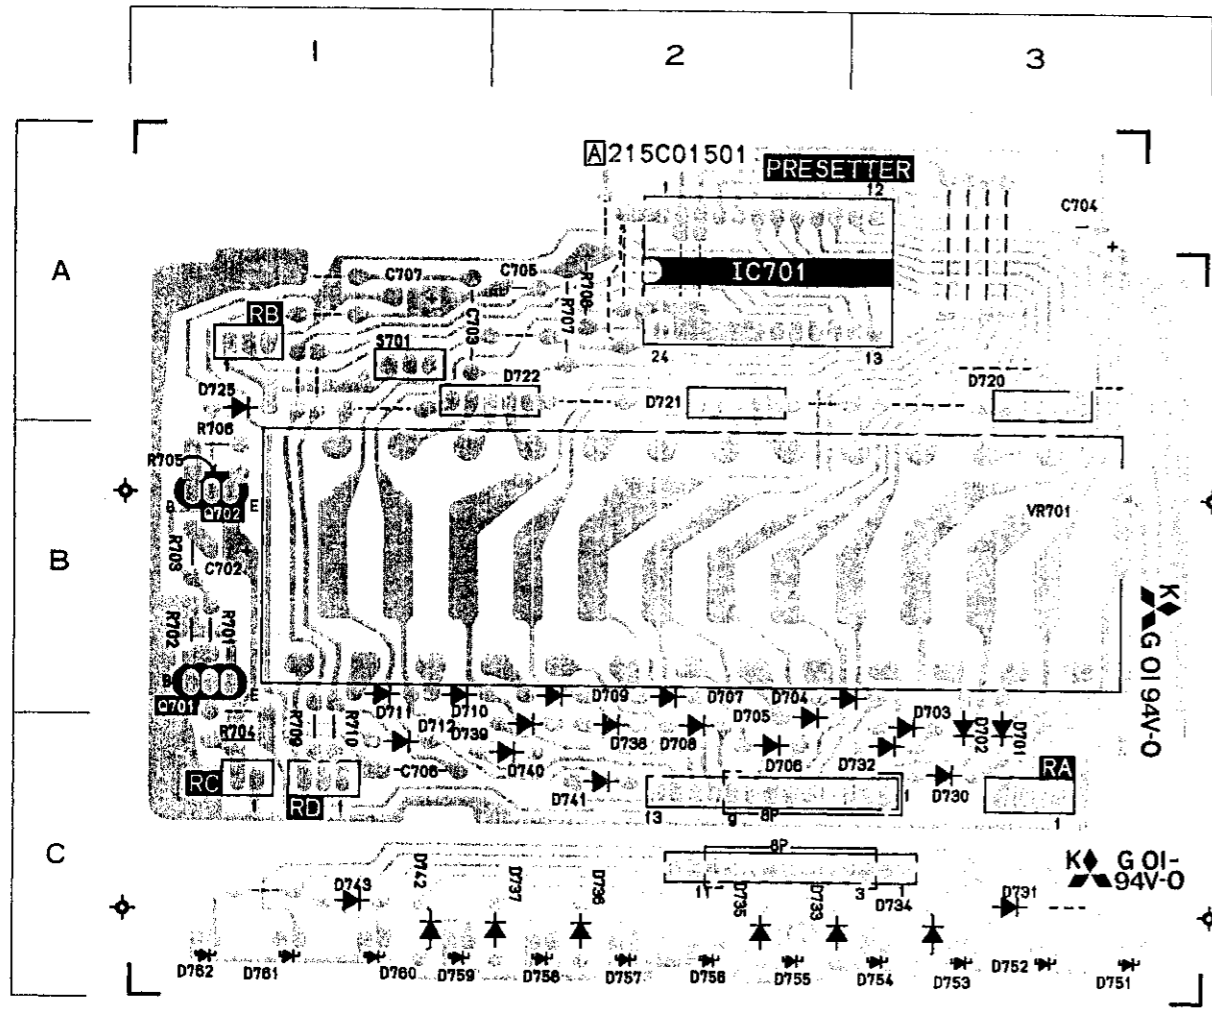 1 2 3
A 215C01501 PRESETTER
1 12
C704
- +
A
C707 C705 R708 IC701
RB R707
C703
S701
24 13
D725 D722 D721 D720
R706
R705
B E
Q702
VR701
B
R703 C702
R702 R701
K
G 01 94V-0
B E
Q701
D711 D710 D709 D707 D704
R704 R709 R710 D712 D739 D738 D708 D705 D703 D702 D701
D740 D706 D732
RC RD C706 RA
1 1 D741 13 9 8P 1 D730 1
C
8P
K G 01-
94V-0
D743 D742 D737 D736 1 D735 D733 3 1
D734 D731
D762 D761 D760 D759 D758 D757 D756 D755 D754 D753 D752 D751